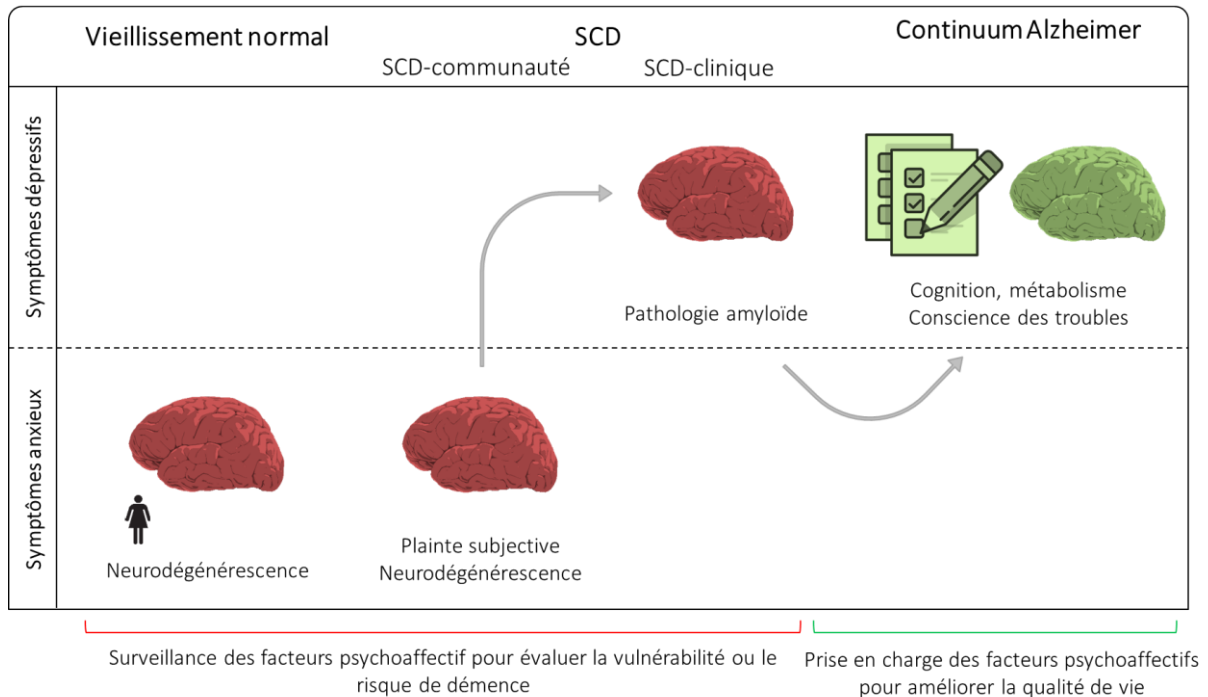 Vieillissement normal
SCD
Continuum Alzheimer
SCD-communauté
SCD-clinique
Symptômes dépressifs
Pathologie amyloïde
Cognition, métabolisme
Conscience des troubles
Symptômes anxieux
Neurodégénérescence
Plainte subjective
Neurodégénérescence
Surveillance des facteurs psychoaffectif pour évaluer la vulnérabilité ou le
risque de démence
Prise en charge des facteurs psychoaffectifs
pour améliorer la qualité de vie